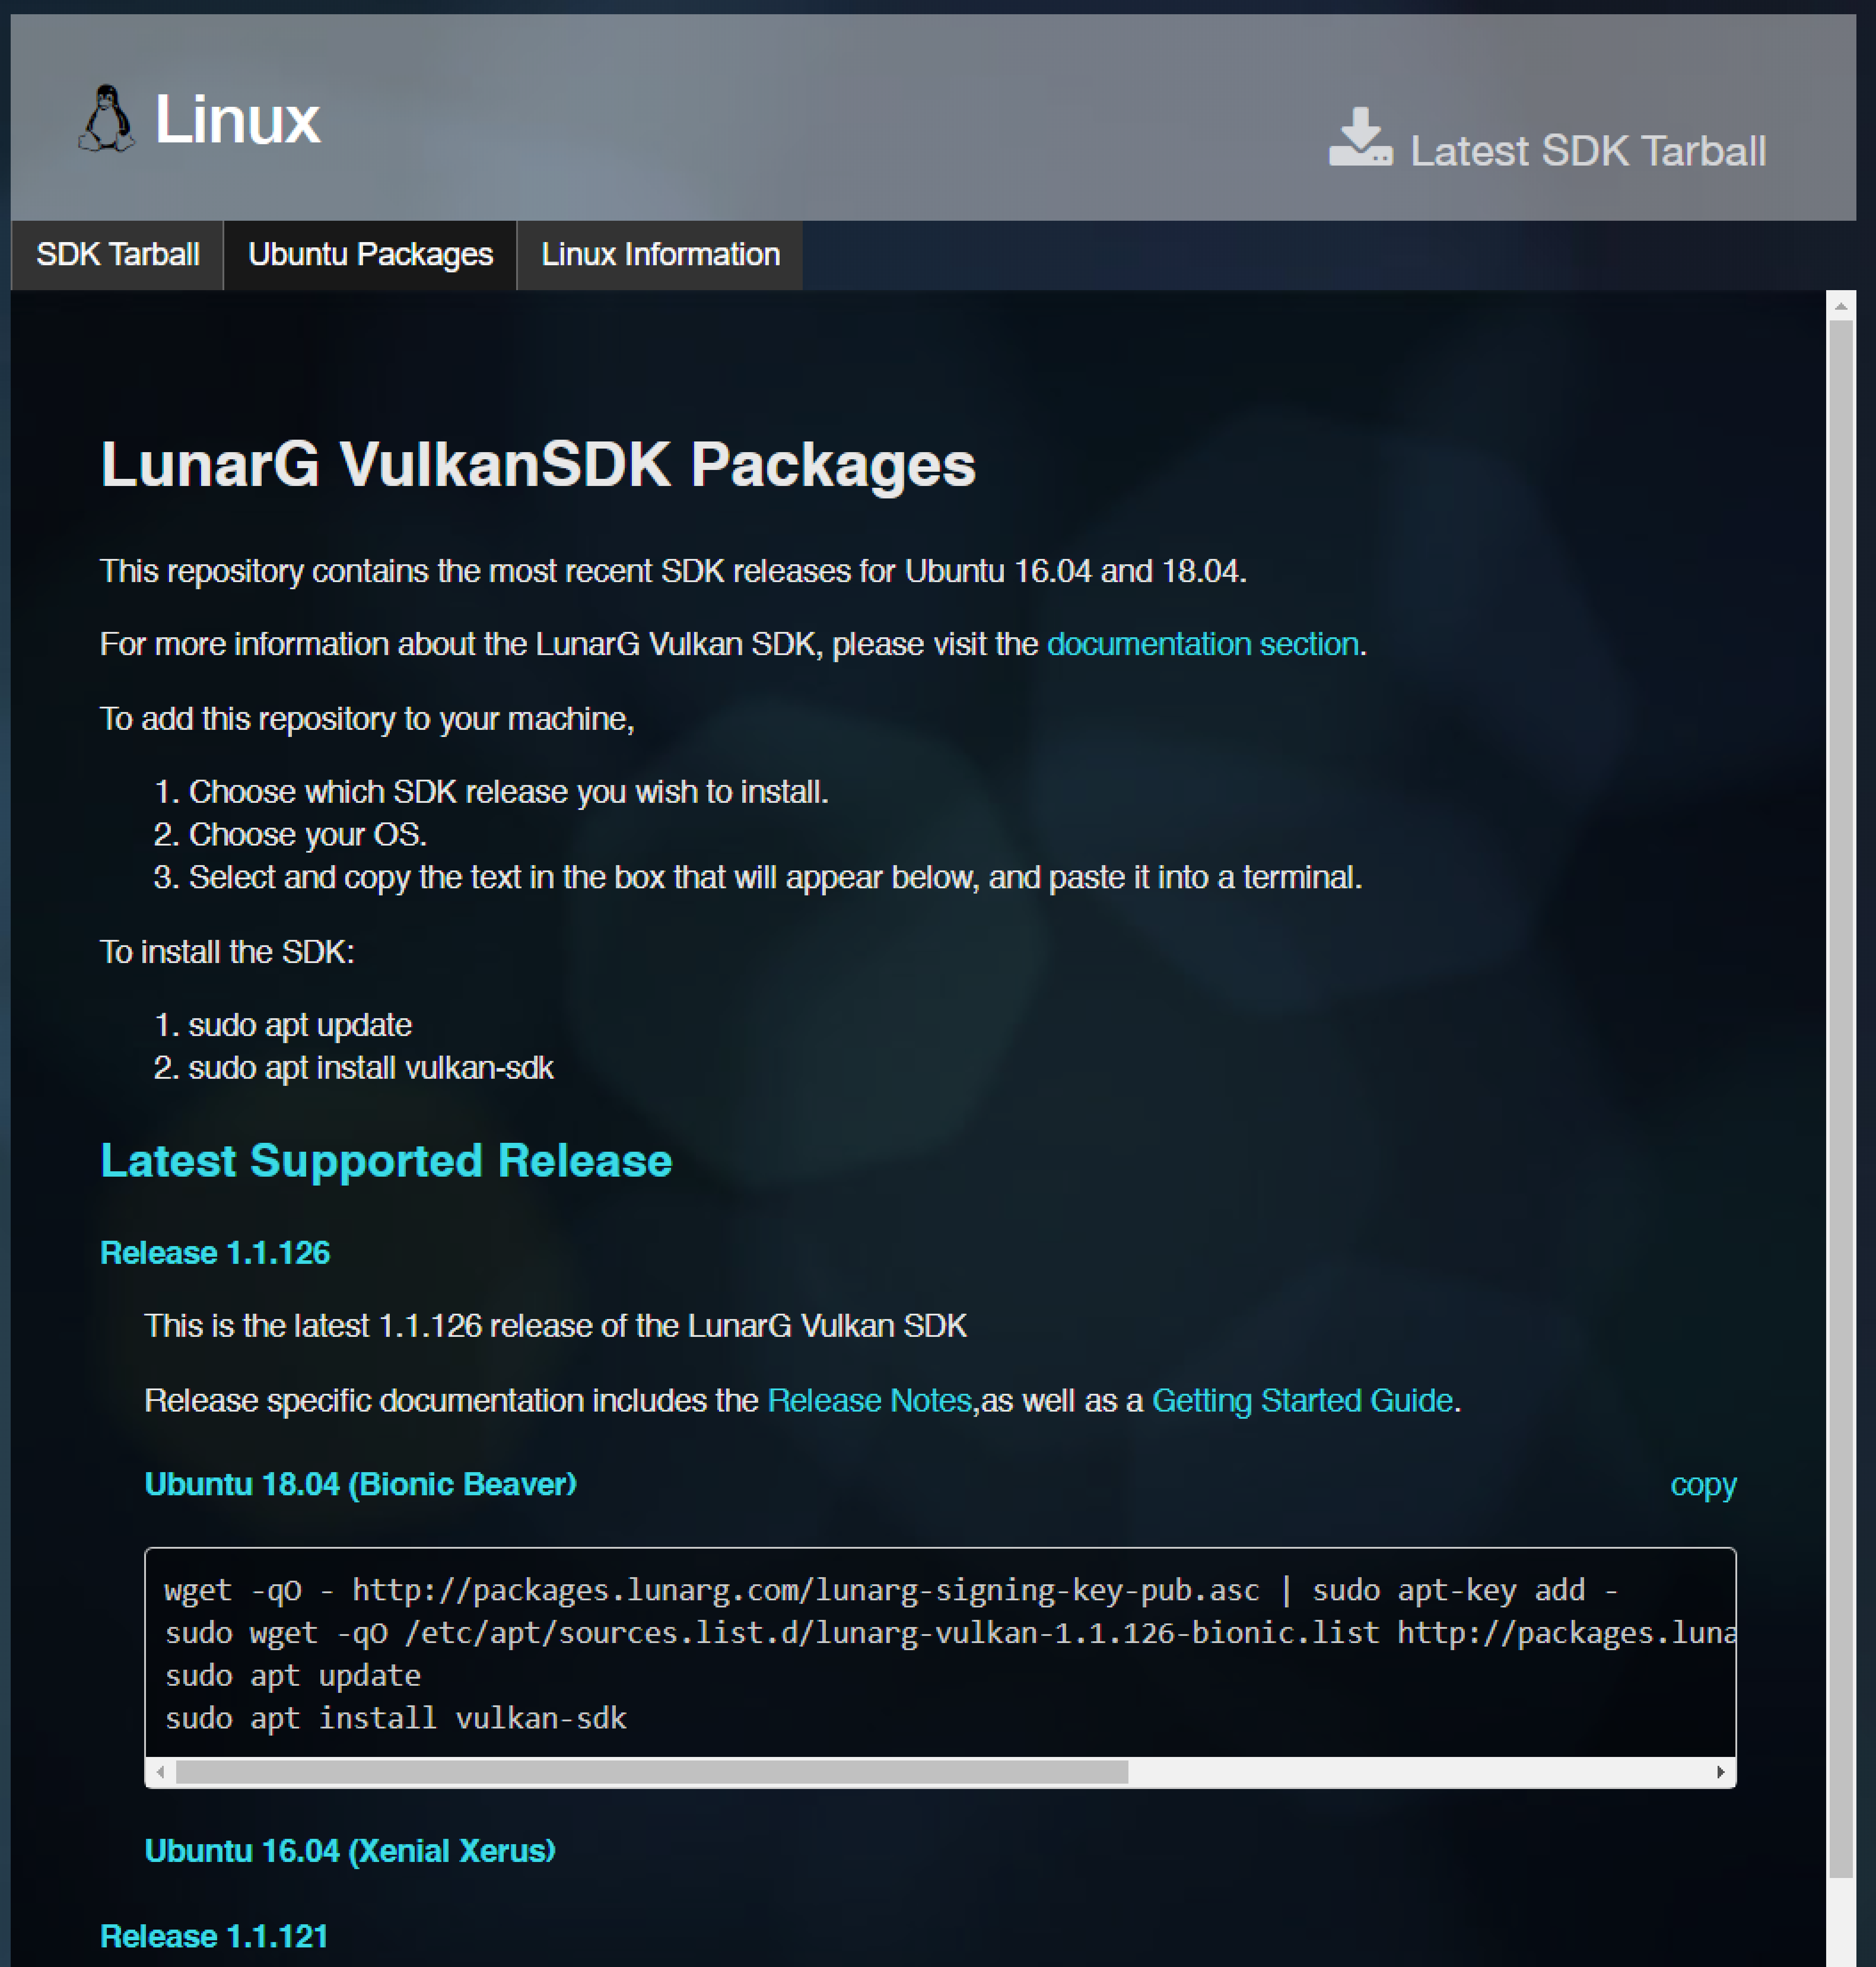 Linux
Latest SDK Tarball
SDK Tarball
Ubuntu Packages
Linux Information
LunarG VulkanSDK Packages
This repository contains the most recent SDK releases for Ubuntu 16.04 and 18.04.
For more information about the LunarG Vulkan SDK, please visit the documentation section.
To add this repository to your machine,
1. Choose which SDK release you wish to install.
2. Choose your OS.
3. Select and copy the text in the box that will appear below, and paste it into a terminal.
To install the SDK:
1. sudo apt update
2. sudo apt install vulkan-sdk
Latest Supported Release
Release 1.1.126
This is the latest 1.1.126 release of the LunarG Vulkan SDK
Release specific documentation includes the Release Notes,as well as a Getting Started Guide.
Ubuntu 18.04 (Bionic Beaver)
copy
wget -qO - http://packages.lunarg.com/lunarg-signing-key-pub.asc | sudo apt-key add -
sudo wget -qO /etc/apt/sources.list.d/lunarg-vulkan-1.1.126-bionic.list http://packages.luna
sudo apt update
sudo apt install vulkan-sdk
Ubuntu 16.04 (Xenial Xerus)
Release 1.1.121